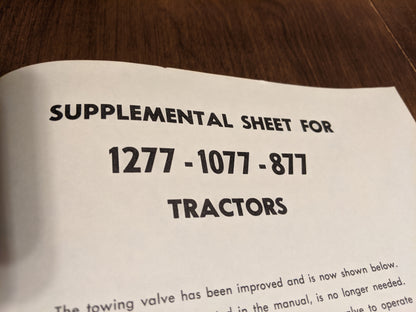 SUPPLEMENTAL SHEET FOR
1277 - 1077 - 877
TRACTORS
The towing valve has been improved and is now shown below.
in the manual, is no longer needed.
to operate